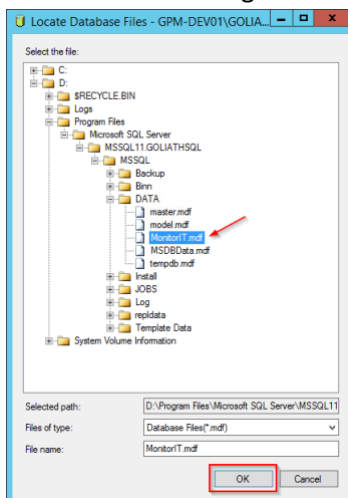 Locate Database Files - GPM-DEV01\GOLIA...
Select the file:
C:
D:
$RECYCLE.BIN
Logs
Program Files
Microsoft SQL Server
MSSQL11.GOLIATHSQL
MSSQL
Backup
Binn
DATA
master.mdf
model.mdf
MonitorIT.mdf
MSDBData.mdf
tempdb.mdf
Install
JOBS
Log
repldata
Template Data
System Volume Information
Selected path: D:\Program Files\Microsoft SQL Server\MSSQL11
Files of type: Database Files(*.mdf)
File name: MonitorIT.mdf
OK Cancel